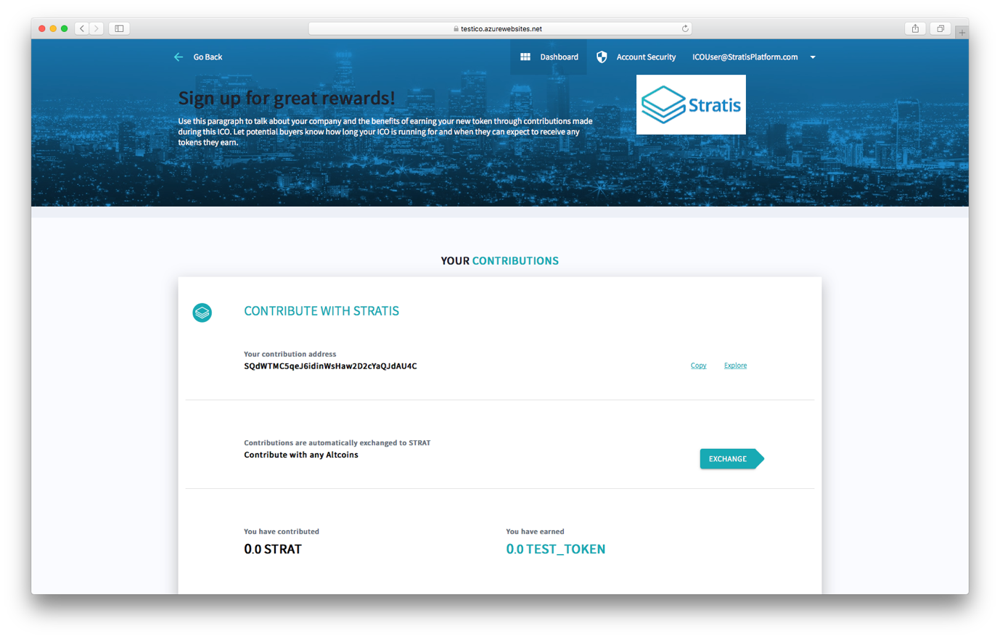 testico.azurewebsites.net
Go Back
Dashboard
Account Security
ICOUser@StratisPlatform.com
Sign up for great rewards!
Stratis
Use this paragraph to talk about your company and the benefits of earning your new token through contributions made
during this ICO. Let potential buyers know how long your ICO is running for and when they can expect to receive any
tokens they earn.
YOUR CONTRIBUTIONS
CONTRIBUTE WITH STRATIS
Your contribution address
SQdWTMC5qeJ6idinWsHaw2D2cYaQJdAU4C
Copy
Explore
Contributions are automatically exchanged to STRAT
Contribute with any Altcoins
EXCHANGE
You have contributed
0.0 STRAT
You have earned
0.0 TEST_TOKEN